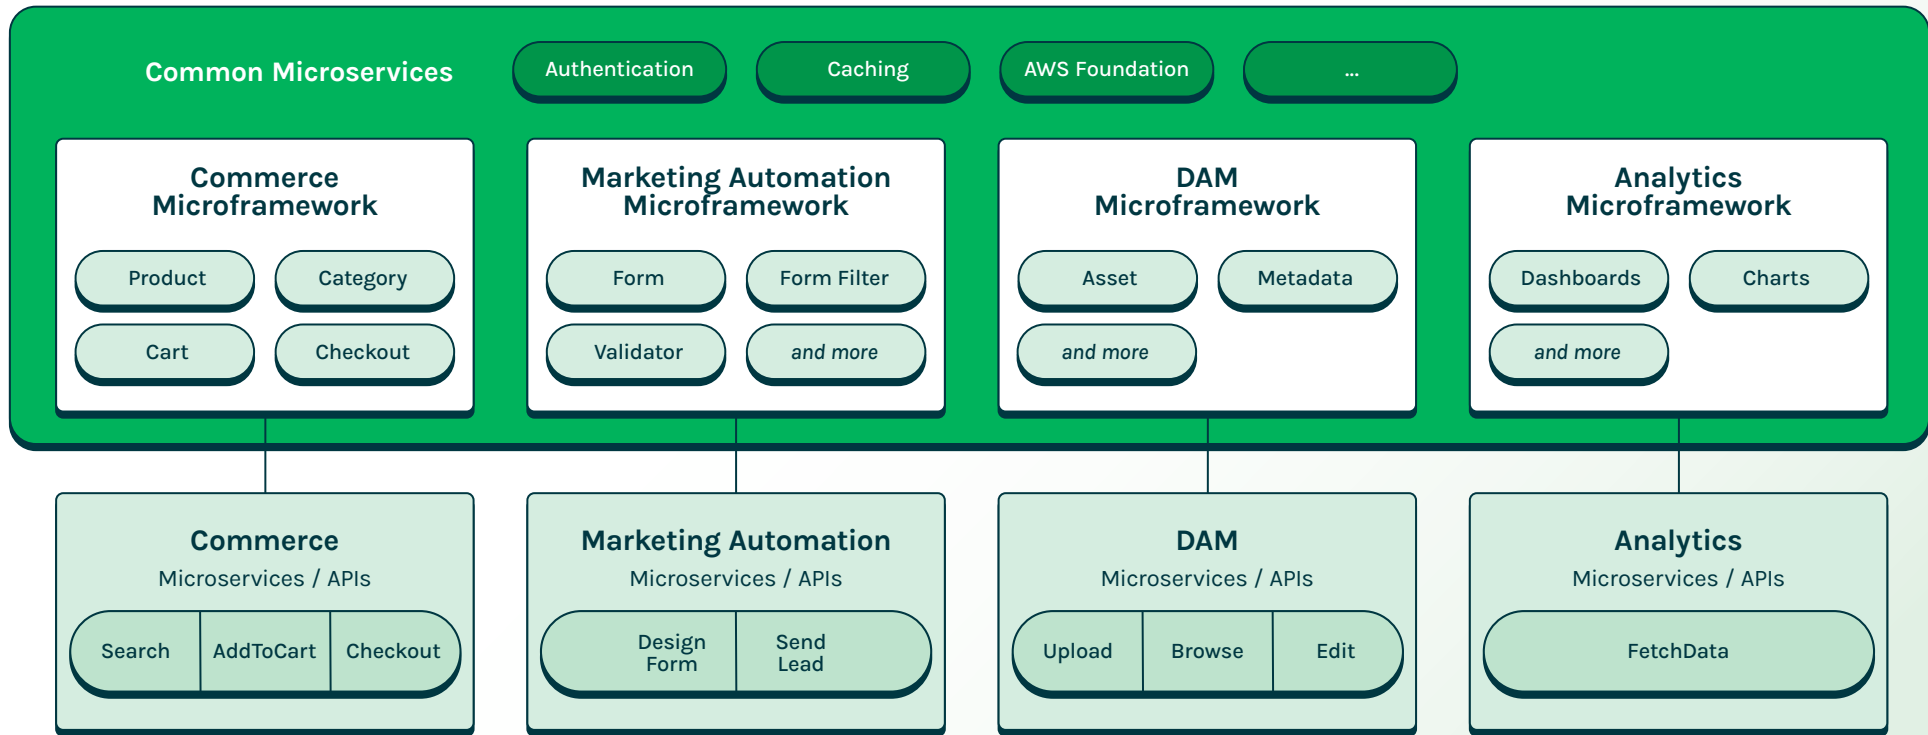 Common Microservices
Authentication
Caching
AWS Foundation
...
Commerce
Microframework
Product
Category
Cart
Checkout
Marketing Automation
Microframework
Form
Form Filter
Validator
and more
DAM
Microframework
Asset
Metadata
and more
Analytics
Microframework
Dashboards
Charts
and more
Commerce
Microservices / APIs
Search
AddToCart
Checkout
Marketing Automation
Microservices / APIs
Design
Form
Send
Lead
DAM
Microservices / APIs
Upload
Browse
Edit
Analytics
Microservices / APIs
FetchData